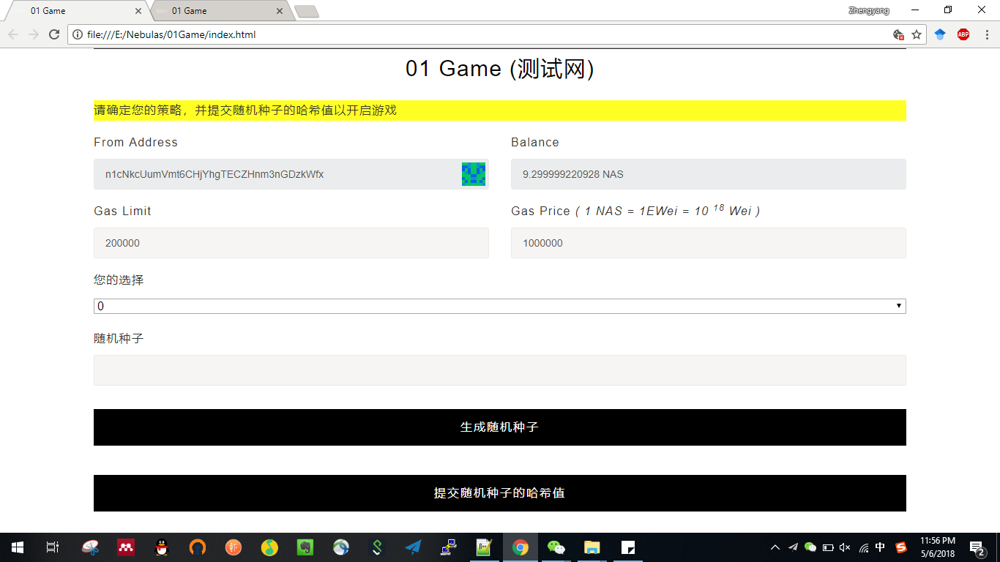 01 Game
01 Game
Zhengyang
file:///E:/Nebulas/01Game/index.html
ABP
01 Game (测试网)
请确定您的策略，并提交随机种子的哈希值以开启游戏
From Address
Balance
n1cNkcUumVmt6CHjYhgTECZHnm3nGDzkWfx
9.299999220928 NAS
Gas Limit
Gas Price ( 1 NAS = 1EWei = 10 18 Wei )
200000
1000000
您的选择
0
随机种子
生成随机种子
提交随机种子的哈希值
中
11:56 PM
5/6/2018
2